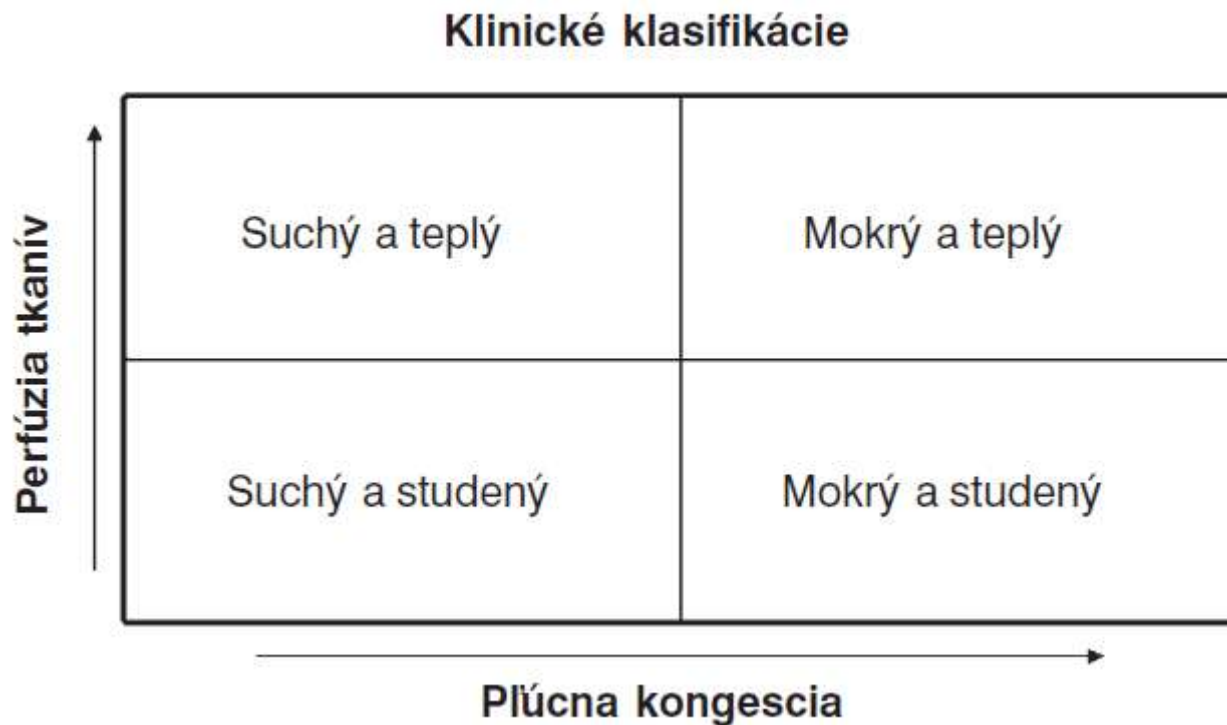 Klinické klasifikácie
Perfúzia tkanív
Suchý a teplý
Mokrý a teplý
Suchý a studený
Mokrý a studený
Pľúcna kongescia